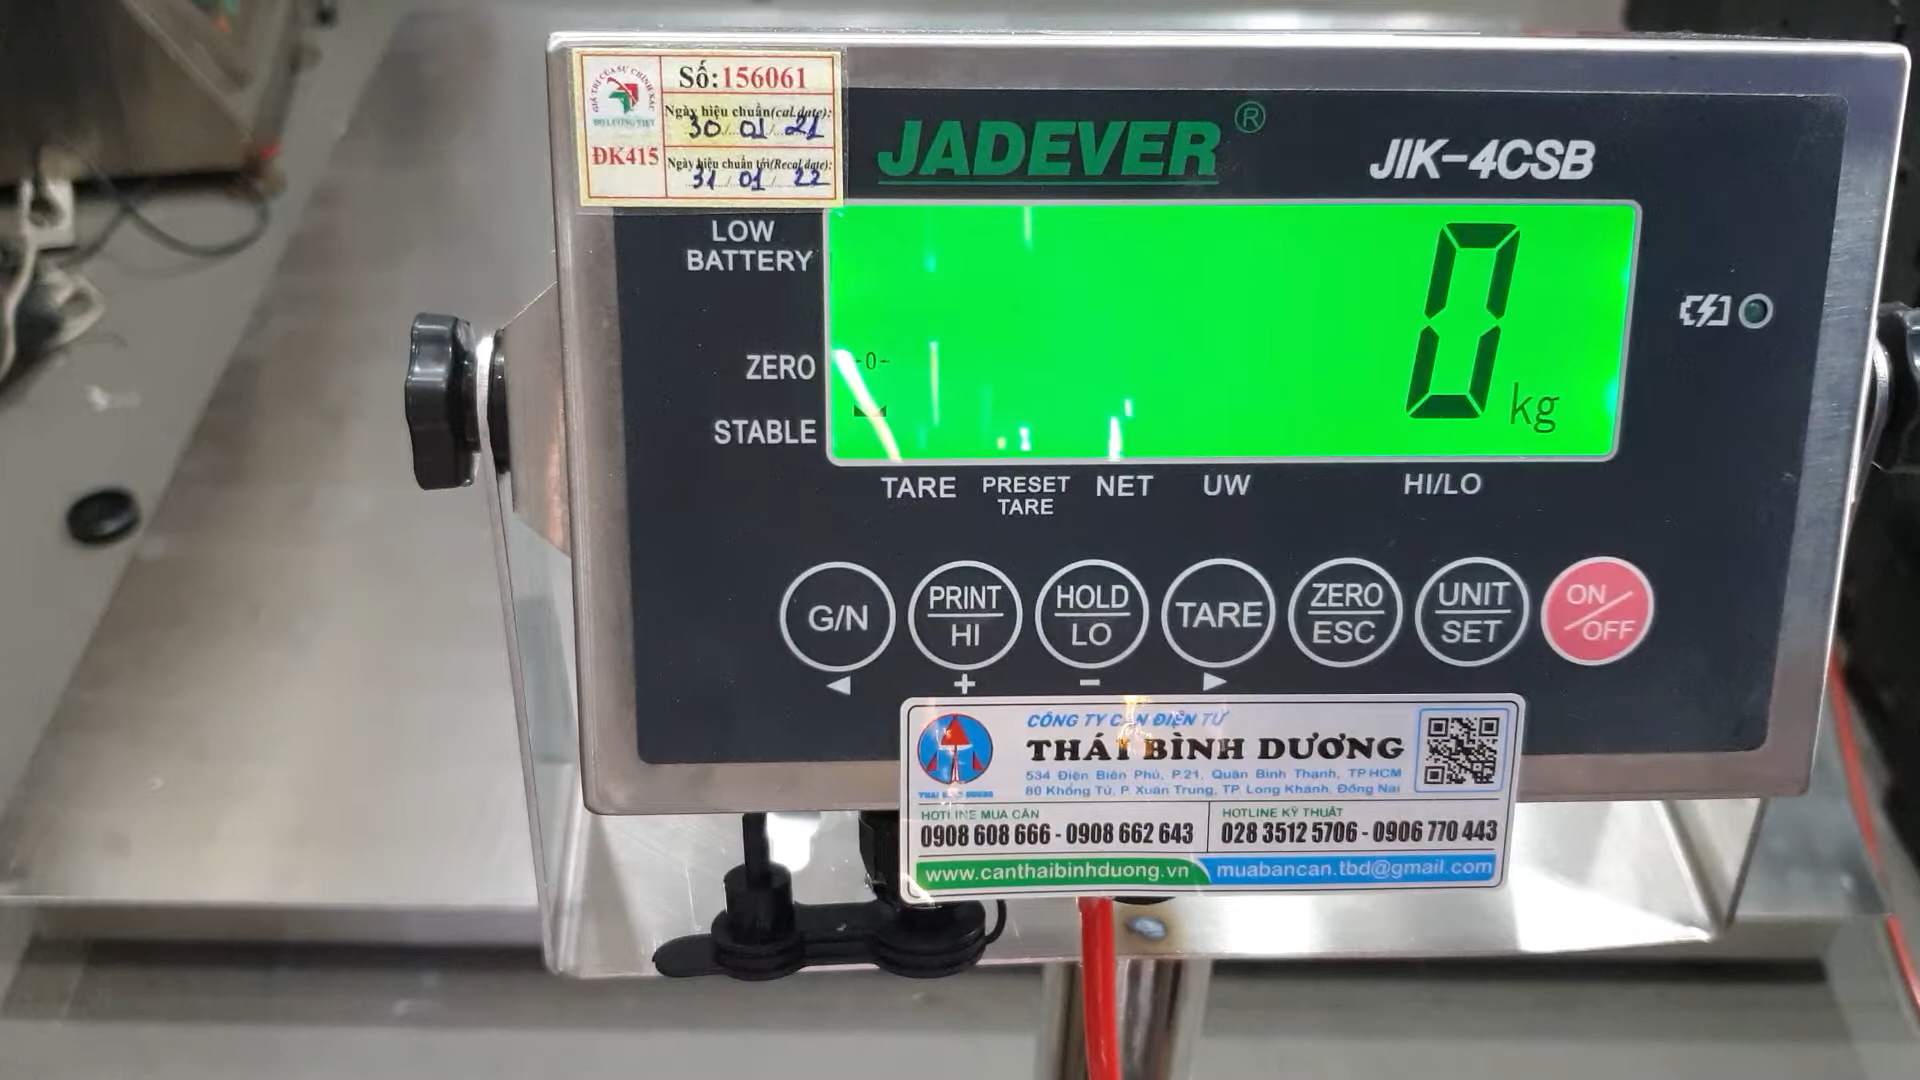 GIÁ TRỊ CỦA SỰ CHÍNH XÁC
ĐO LƯỜNG VIỆT
ĐK415
Số:156061
Ngày hiệu chuẩn(cal.date):
30/01/21
Ngày hiệu chuẩn tới(Recal.date):
31/01/22
JADEVER®
JIK-4CSB
LOW
BATTERY
ZERO
STABLE
→0←
0 kg
TARE
PRESET
TARE
NET
UW
HI/LO
G/N
PRINT
HI
HOLD
LO
TARE
ZERO
ESC
UNIT
SET
ON/OFF
◄ + − ►
CÔNG TY CÂN ĐIỆN TỬ
THÁI BÌNH DƯƠNG
534 Điện Biên Phủ, P.21, Quận Bình Thạnh, TP.HCM
80 Khổng Tử, P. Xuân Trung, TP. Long Khánh, Đồng Nai
THAI BINH DUONG
HOTLINE MUA CÂN
0908 608 666 - 0908 662 643
HOTLINE KỸ THUẬT
028 3512 5706 - 0906 770 443
www.canthaibinhduong.vn
muabancan.tbd@gmail.com